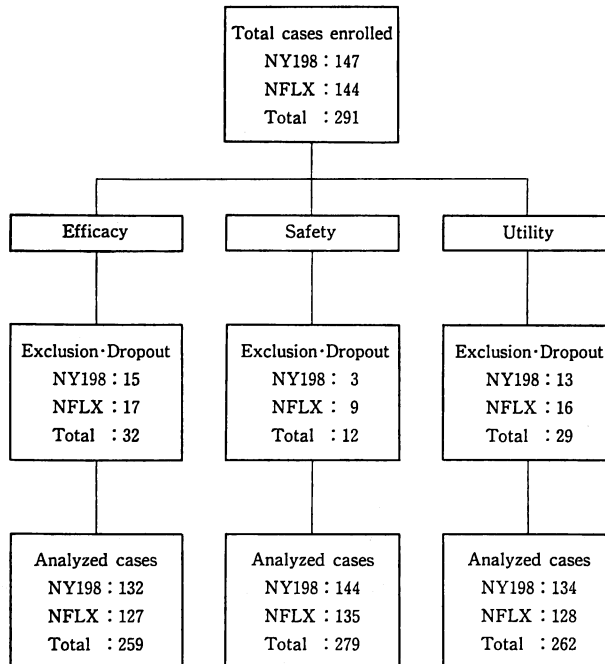 Total cases enrolled
NY198 : 147
NFLX : 144
Total : 291
Efficacy
Safety
Utility
Exclusion·Dropout
NY198 : 15
NFLX : 17
Total : 32
Exclusion·Dropout
NY198 : 3
NFLX : 9
Total : 12
Exclusion·Dropout
NY198 : 13
NFLX : 16
Total : 29
Analyzed cases
NY198 : 132
NFLX : 127
Total : 259
Analyzed cases
NY198 : 144
NFLX : 135
Total : 279
Analyzed cases
NY198 : 134
NFLX : 128
Total : 262